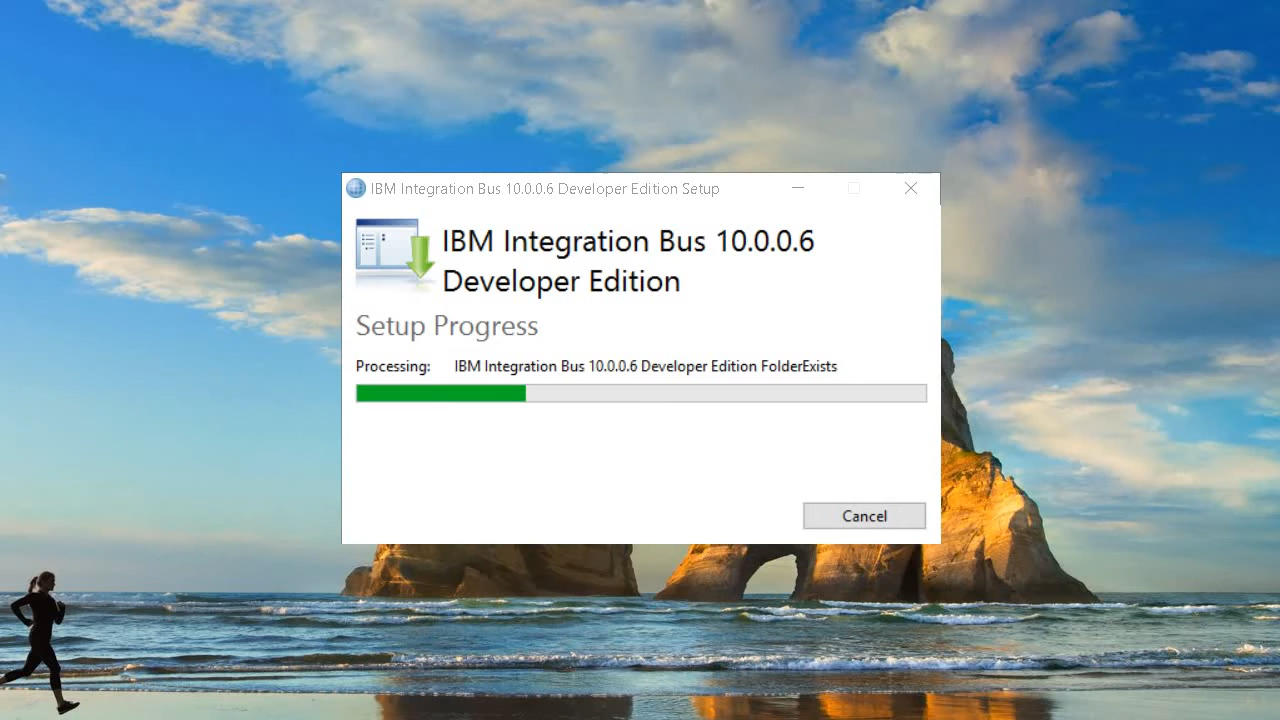 IBM Integration Bus 10.0.0.6 Developer Edition Setup
IBM Integration Bus 10.0.0.6
Developer Edition
Setup Progress
Processing: IBM Integration Bus 10.0.0.6 Developer Edition FolderExists
Cancel